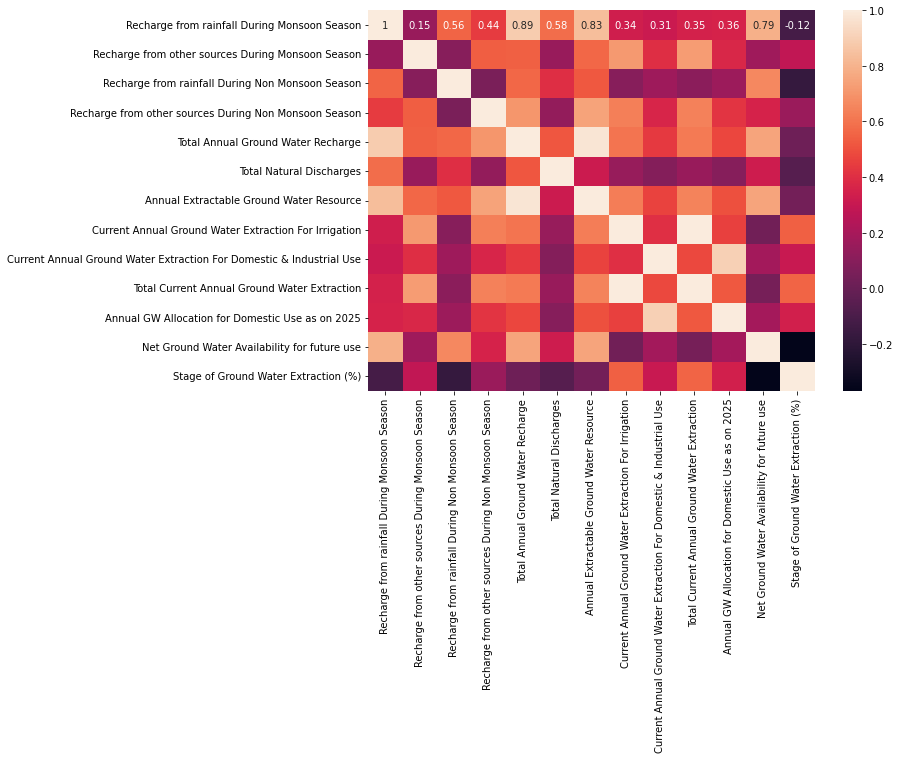 Recharge from rainfall During Monsoon Season
1 0.15 0.56 0.44 0.89 0.58 0.83 0.34 0.31 0.35 0.36 0.79 -0.12
Recharge from other sources During Monsoon Season
Recharge from rainfall During Non Monsoon Season
Recharge from other sources During Non Monsoon Season
Total Annual Ground Water Recharge
Total Natural Discharges
Annual Extractable Ground Water Resource
Current Annual Ground Water Extraction For Irrigation
Current Annual Ground Water Extraction For Domestic & Industrial Use
Total Current Annual Ground Water Extraction
Annual GW Allocation for Domestic Use as on 2025
Net Ground Water Availability for future use
Stage of Ground Water Extraction (%)
Recharge from rainfall During Monsoon Season
Recharge from other sources During Monsoon Season
Recharge from rainfall During Non Monsoon Season
Recharge from other sources During Non Monsoon Season
Total Annual Ground Water Recharge
Total Natural Discharges
Annual Extractable Ground Water Resource
Current Annual Ground Water Extraction For Irrigation
Current Annual Ground Water Extraction For Domestic & Industrial Use
Total Current Annual Ground Water Extraction
Annual GW Allocation for Domestic Use as on 2025
Net Ground Water Availability for future use
Stage of Ground Water Extraction (%)
1.0
0.8
0.6
0.4
0.2
0.0
−0.2